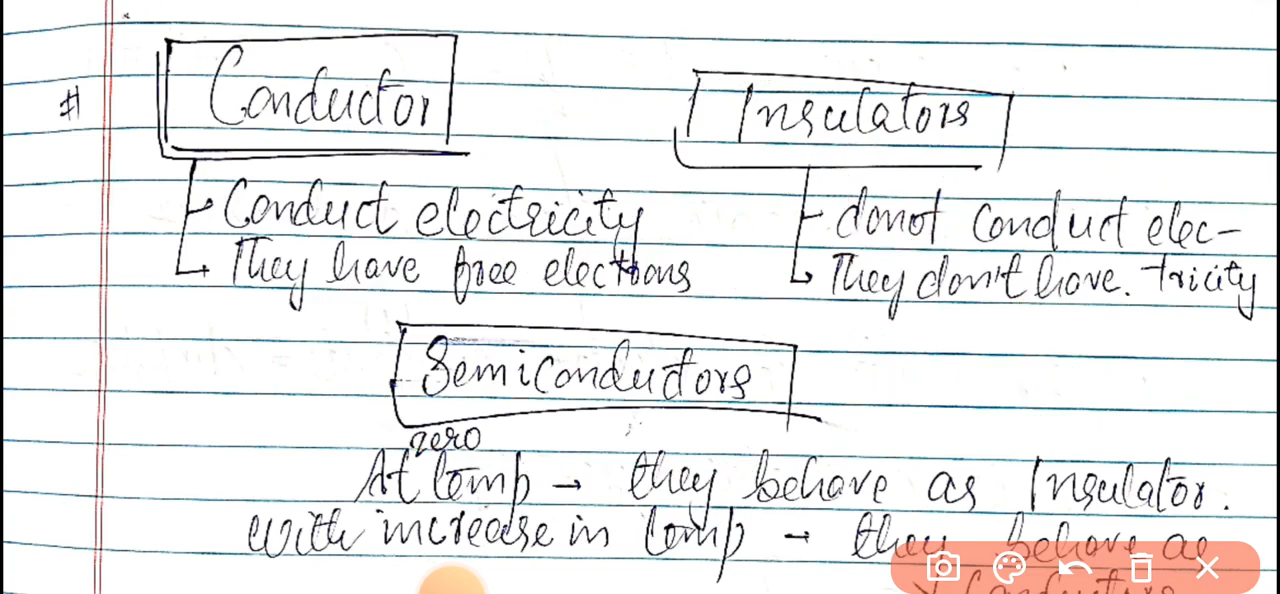 #
Conductor
Insulators
Conduct electricity
They have free electrons
donot conduct elec-
They don't have. tricity
Semiconductors
zero
At temp → they behave as Insulator.
with increase in temp → they behave as
Conductors